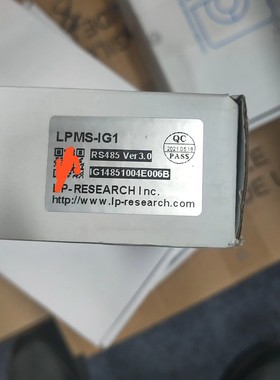 LPMS-IG1
QC
2021.05.18
PASS
RS485 Ver3.0
IG14851004E006B
LP-RESEARCH Inc.
http://www.lp-research.com